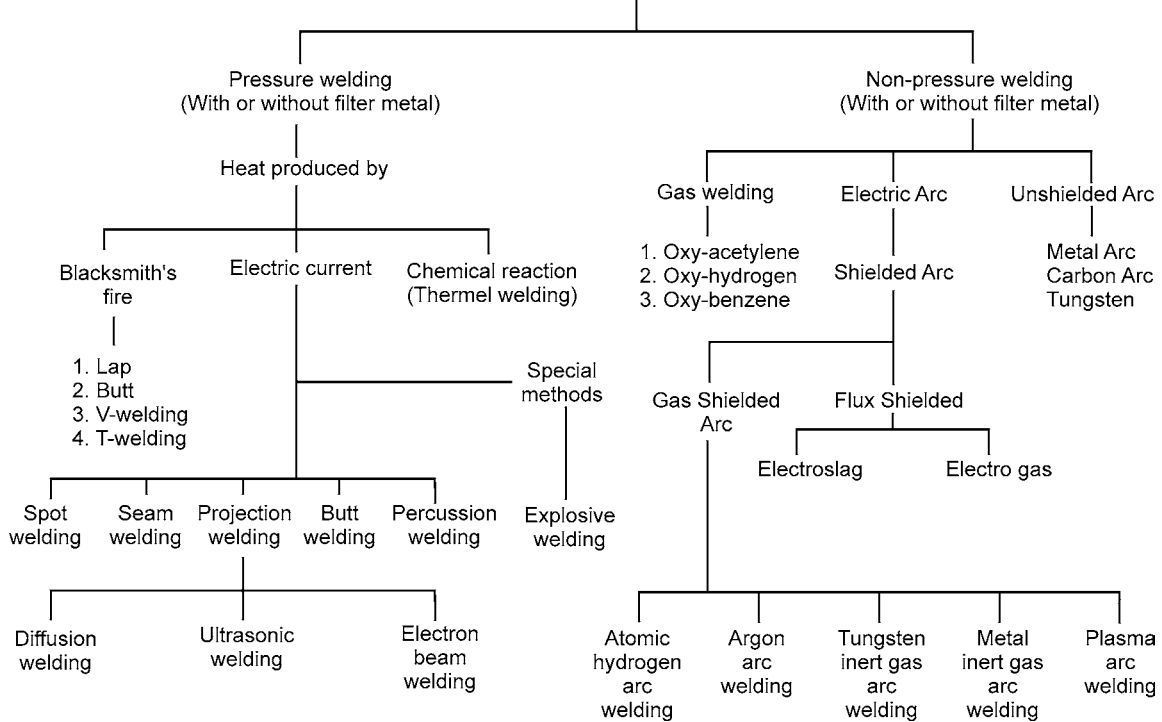 Pressure welding
(With or without filter metal)
Non-pressure welding
(With or without filter metal)
Heat produced by
Gas welding
Electric Arc
Unshielded Arc
Blacksmith's
fire
Electric current
Chemical reaction
(Thermel welding)
1. Oxy-acetylene
2. Oxy-hydrogen
3. Oxy-benzene
Shielded Arc
Metal Arc
Carbon Arc
Tungsten
1. Lap
2. Butt
3. V-welding
4. T-welding
Special
methods
Gas Shielded
Arc
Flux Shielded
Electroslag
Electro gas
Spot
welding
Seam
welding
Projection
welding
Butt
welding
Percussion
welding
Explosive
welding
Diffusion
welding
Ultrasonic
welding
Electron
beam
welding
Atomic
hydrogen
arc
welding
Argon
arc
welding
Tungsten
inert gas
arc
welding
Metal
inert gas
arc
welding
Plasma
arc
welding